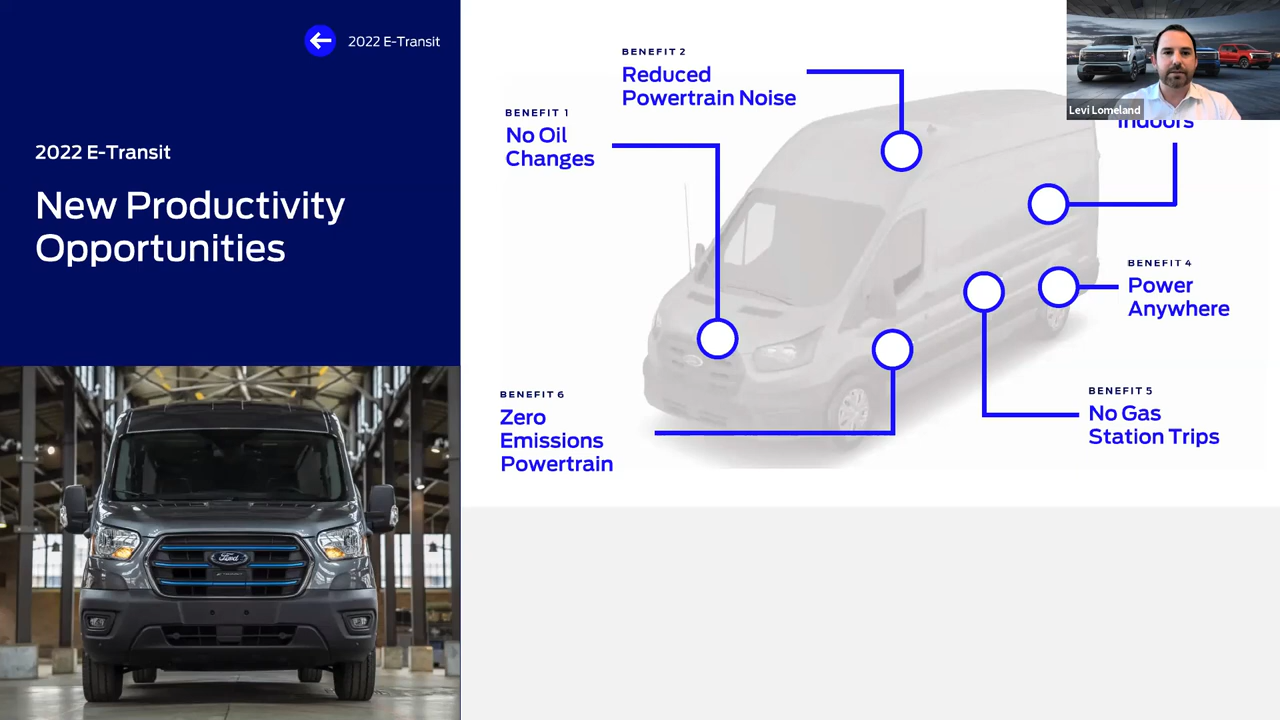 2022 E-Transit
2022 E-Transit
New Productivity
Opportunities
Ford
BENEFIT 1
No Oil
Changes
BENEFIT 2
Reduced
Powertrain Noise
Levi Lomeland
Indoors
BENEFIT 4
Power
Anywhere
BENEFIT 5
No Gas
Station Trips
BENEFIT 6
Zero
Emissions
Powertrain